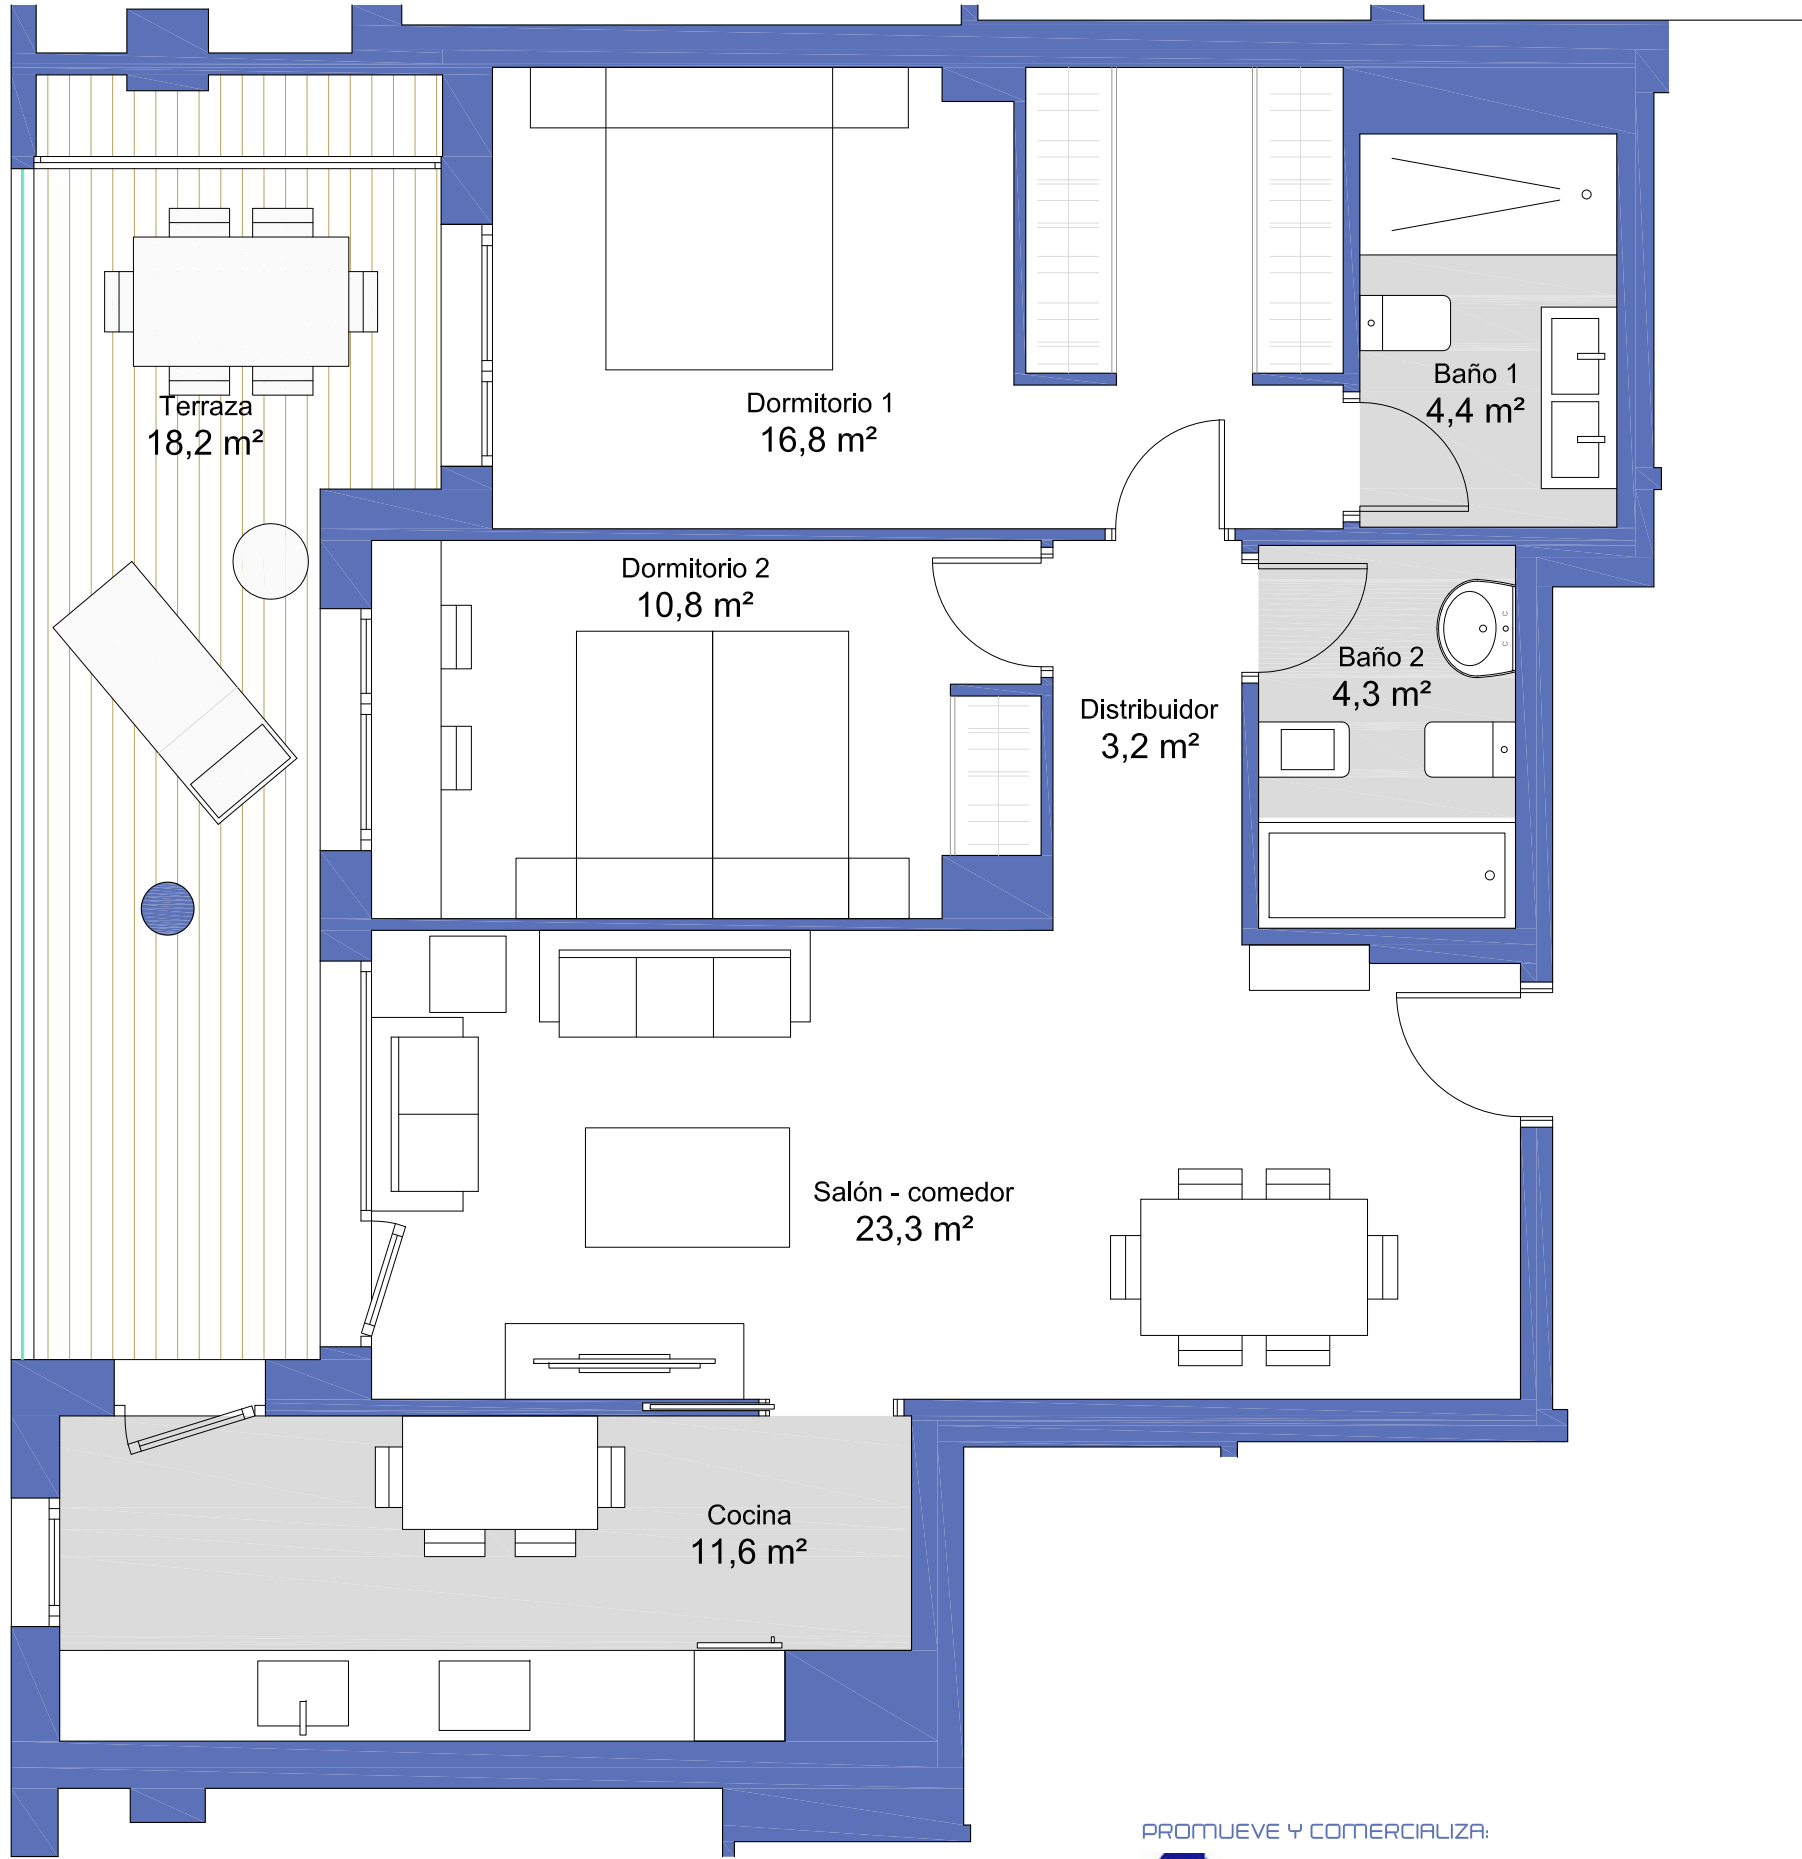 Baño 1
4,4 m²
Dormitorio 1
16,8 m²
Terraza
18,2 m²
Dormitorio 2
10,8 m²
Baño 2
4,3 m²
Distribuidor
3,2 m²
Salón - comedor
23,3 m²
Cocina
11,6 m²
PROMUEVE Y COMERCIALIZA: